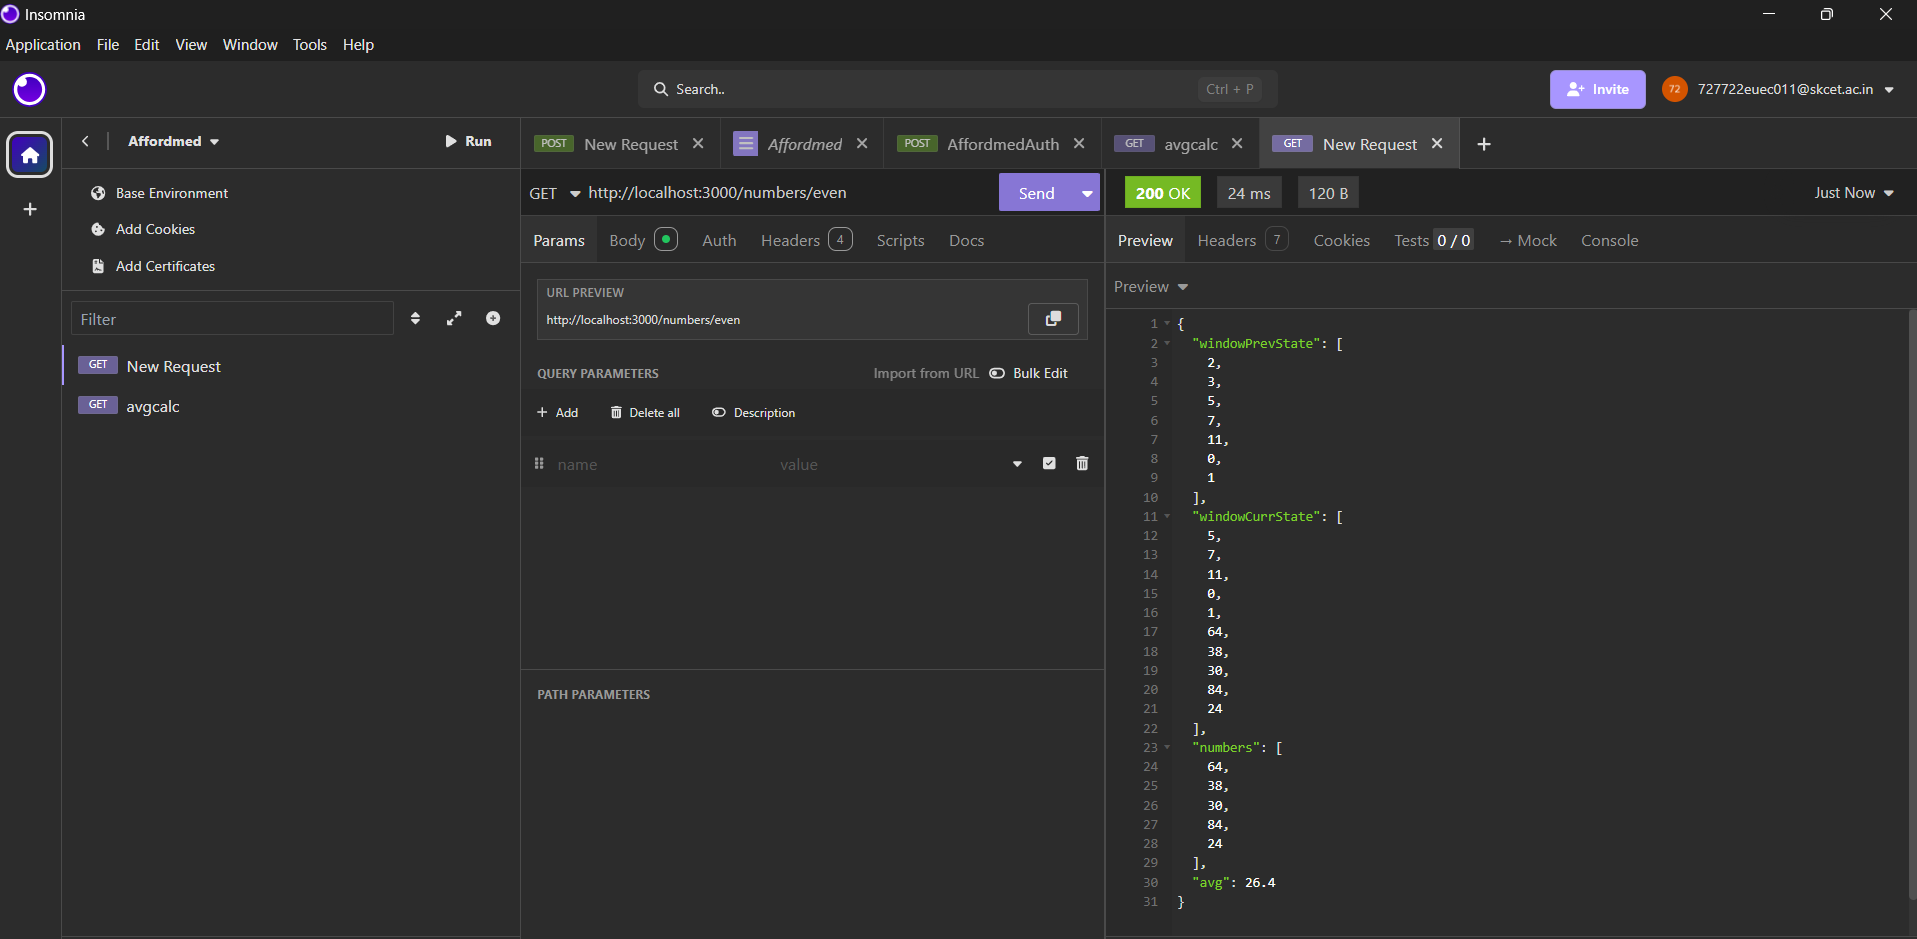 Insomnia
Application File Edit View Window Tools Help
Search..
Ctrl + P
Invite
72
727722euec011@skcet.ac.in
Affordmed
Run
POST New Request
Affordmed
POST AffordmedAuth
GET avgcalc
GET New Request
Base Environment
Add Cookies
Add Certificates
Filter
GET New Request
GET avgcalc
GET http://localhost:3000/numbers/even
Send
Params Body Auth Headers 4 Scripts Docs
URL PREVIEW
http://localhost:3000/numbers/even
QUERY PARAMETERS
Import from URL Bulk Edit
Add Delete all Description
name value
PATH PARAMETERS
200 OK 24 ms 120 B
Just Now
Preview Headers 7 Cookies Tests 0 / 0 → Mock Console
Preview
1 {
2 "windowPrevState": [
3 2,
4 3,
5 5,
6 7,
7 11,
8 0,
9 1
10 ],
11 "windowCurrState": [
12 5,
13 7,
14 11,
15 0,
16 1,
17 64,
18 38,
19 30,
20 84,
21 24
22 ],
23 "numbers": [
24 64,
25 38,
26 30,
27 84,
28 24
29 ],
30 "avg": 26.4
31 }